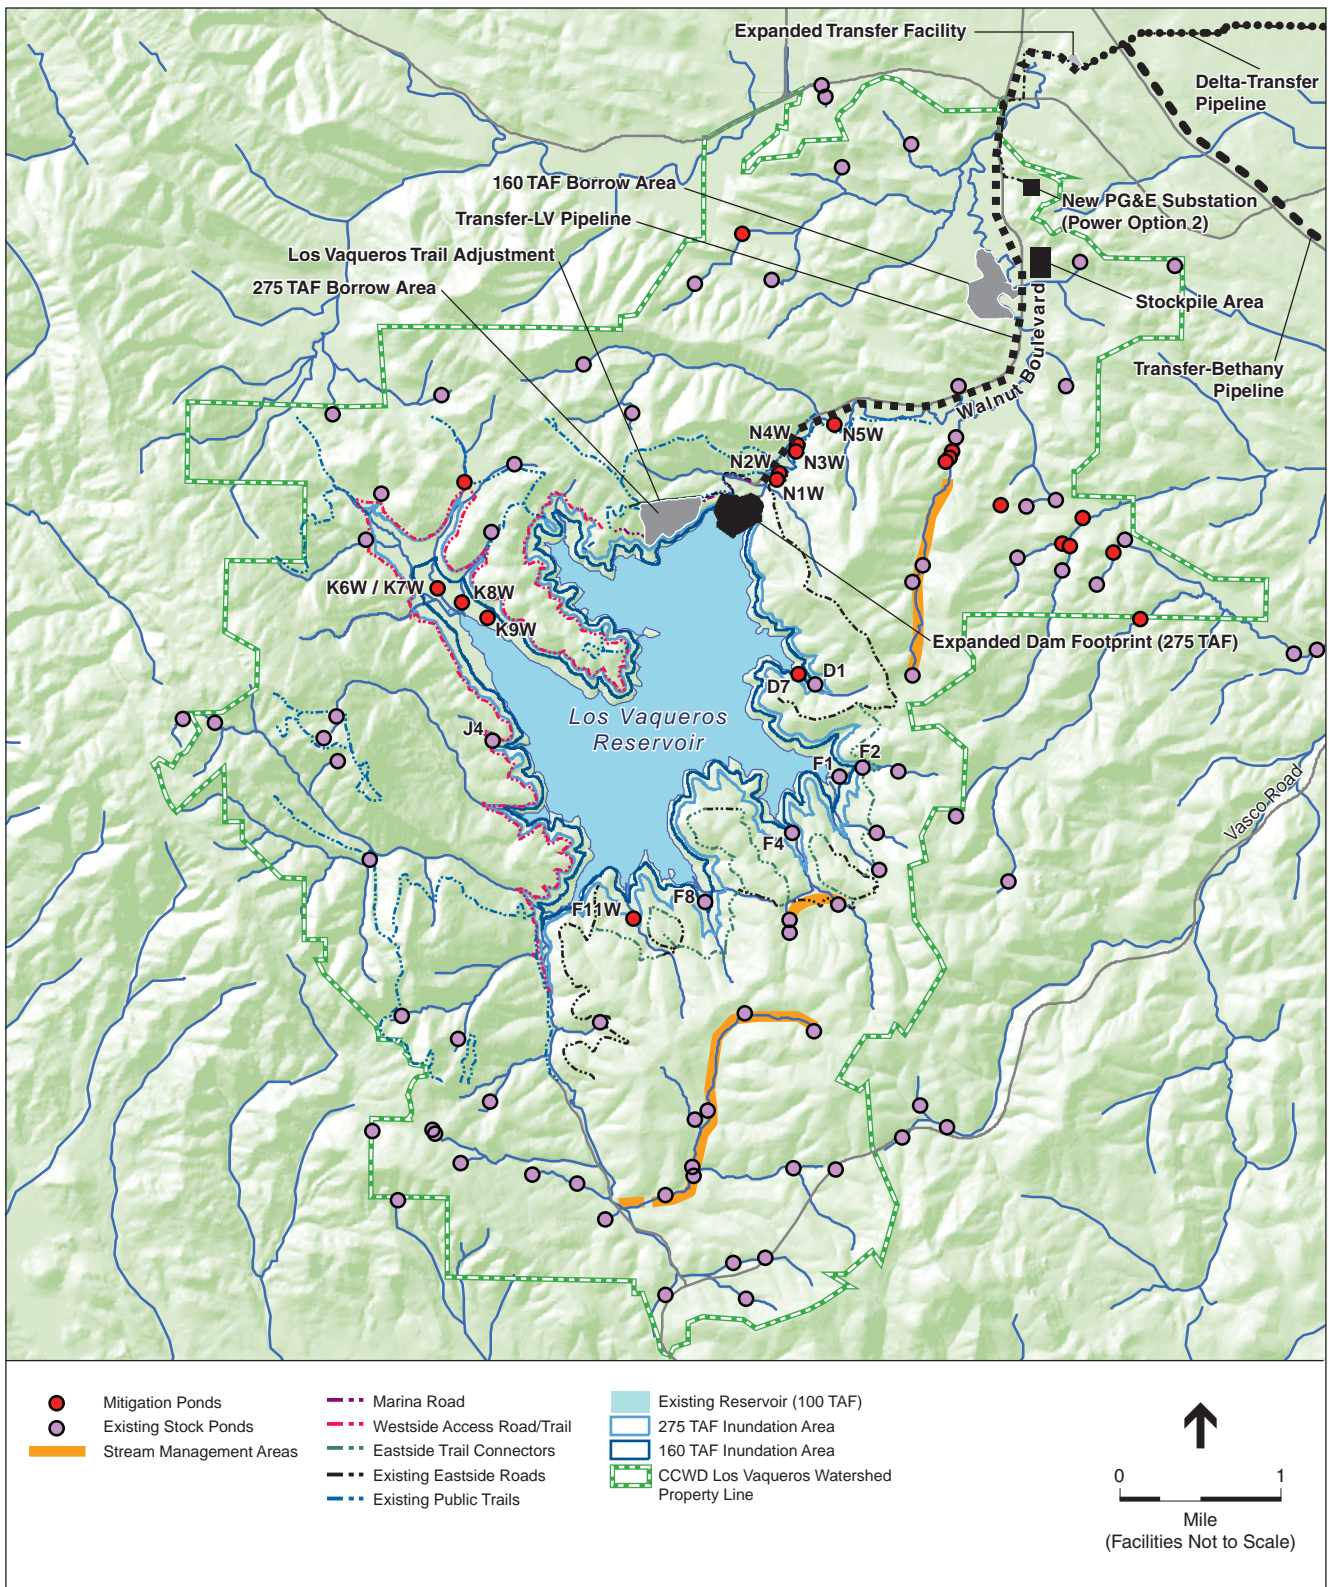 Expanded Transfer Facility
Delta-Transfer
Pipeline
160 TAF Borrow Area
New PG&E Substation
(Power Option 2)
Transfer-LV Pipeline
Los Vaqueros Trail Adjustment
275 TAF Borrow Area
Stockpile Area
Walnut Boulevard
Transfer-Bethany
Pipeline
N4W
N5W
N3W
N2W
N1W
K6W / K7W
K8W
K9W
Expanded Dam Footprint (275 TAF)
D1
D7
Los Vaqueros
Reservoir
J4
F2
F1
Vasco Road
F4
F8
F11W
Mitigation Ponds
Existing Stock Ponds
Stream Management Areas
Marina Road
Westside Access Road/Trail
Eastside Trail Connectors
Existing Eastside Roads
Existing Public Trails
Existing Reservoir (100 TAF)
275 TAF Inundation Area
160 TAF Inundation Area
CCWD Los Vaqueros Watershed
Property Line
0 1
Mile
(Facilities Not to Scale)